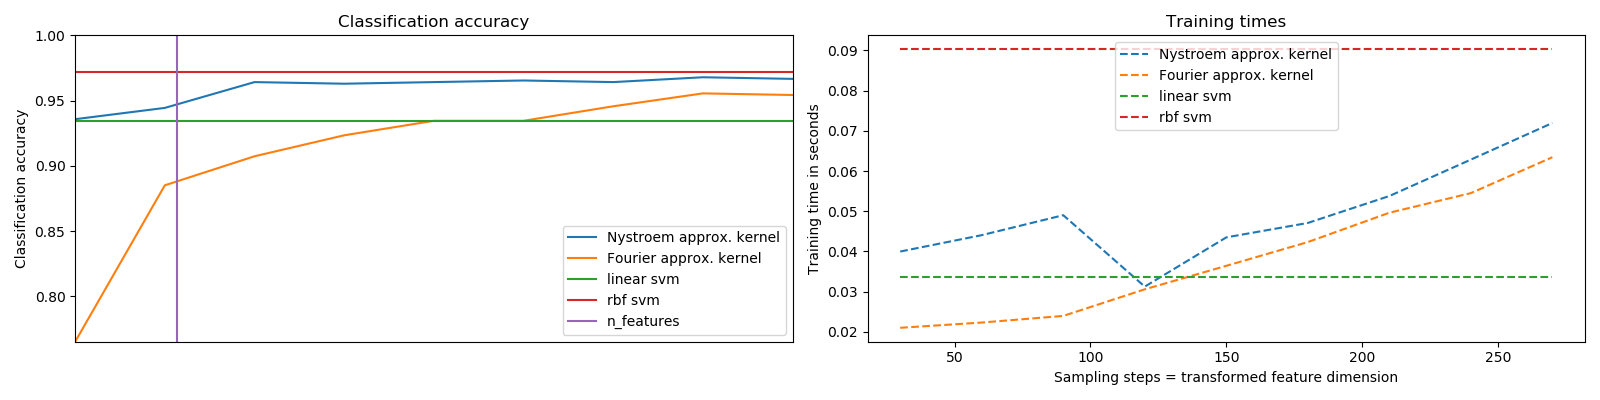 Classification accuracy
Classification accuracy
1.00
0.95
0.90
0.85
0.80
Nystroem approx. kernel
Fourier approx. kernel
linear svm
rbf svm
n_features
Training times
Training time in seconds
0.09
0.08
0.07
0.06
0.05
0.04
0.03
0.02
Nystroem approx. kernel
Fourier approx. kernel
linear svm
rbf svm
50 100 150 200 250
Sampling steps = transformed feature dimension